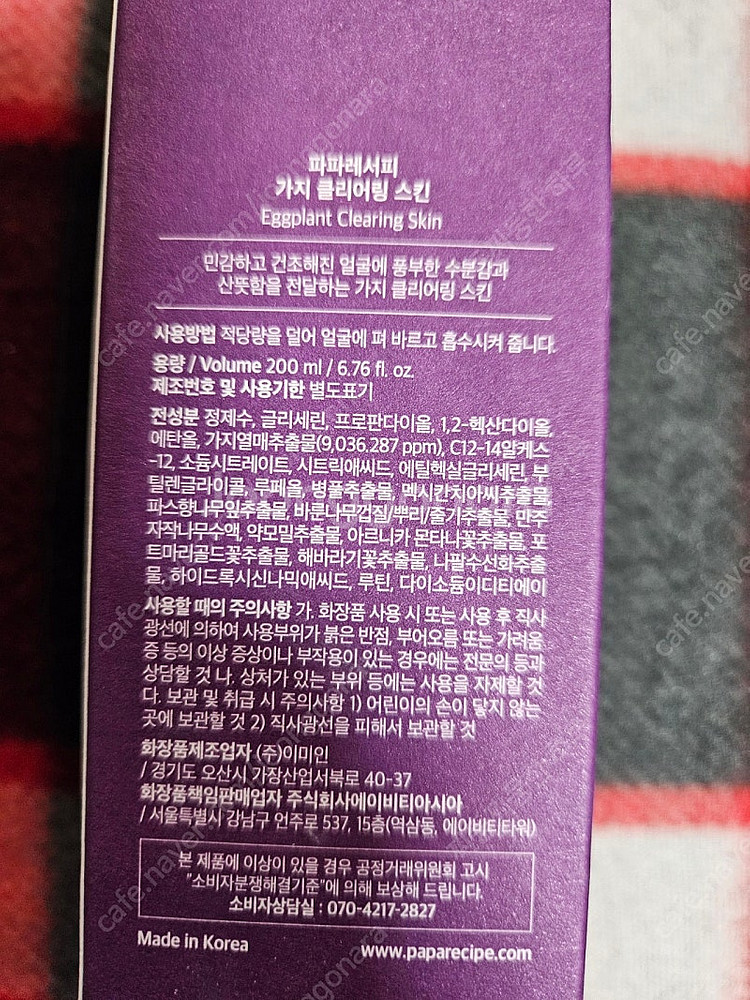 파파레서피
가지 클리어링 스킨
Eggplant Clearing Skin
민감하고 건조해진 얼굴에 풍부한 수분감과
산뜻함을 전달하는 가지 클리어링 스킨
사용방법 적당량을 덜어 얼굴에 펴 바르고 흡수시켜 줍니다.
용량 / Volume 200 ml / 6.76 fl. oz.
제조번호 및 사용기한 별도표기
전성분 정제수, 글리세린, 프로판다이올, 1,2-헥산다이올,
에탄올, 가지열매추출물(9,036.287 ppm), C12-14알케스
-12, 소듐시트레이트, 시트릭애씨드, 에틸헥실글리세린, 부
틸렌글라이콜, 루페올, 병풀추출물, 멕시칸치아씨추출물,
파스향나무잎추출물, 바룬나무껍질/뿌리/줄기추출물, 만주
자작나무수액, 약모밀추출물, 아르니카 몬타나꽃추출물, 포
트마리골드꽃추출물, 해바라기꽃추출물, 나팔수선화추출
물, 하이드록시신나믹애씨드, 루틴, 다이소듐이디티에이
사용할 때의 주의사항 가. 화장품 사용 시 또는 사용 후 직사
광선에 의하여 사용부위가 붉은 반점, 부어오름 또는 가려움
증 등의 이상 증상이나 부작용이 있는 경우에는 전문의 등과
상담할 것 나. 상처가 있는 부위 등에는 사용을 자제할 것
다. 보관 및 취급 시 주의사항 1) 어린이의 손이 닿지 않는
곳에 보관할 것 2) 직사광선을 피해서 보관할 것
화장품제조업자 (주)이미인
/ 경기도 오산시 가장산업서북로 40-37
화장품책임판매업자 주식회사에이비티아시아
/ 서울특별시 강남구 언주로 537, 15층(역삼동, 에이비티타워)
본 제품에 이상이 있을 경우 공정거래위원회 고시
"소비자분쟁해결기준"에 의해 보상해 드립니다.
소비자상담실 : 070-4217-2827
Made in Korea www.paparecipe.com